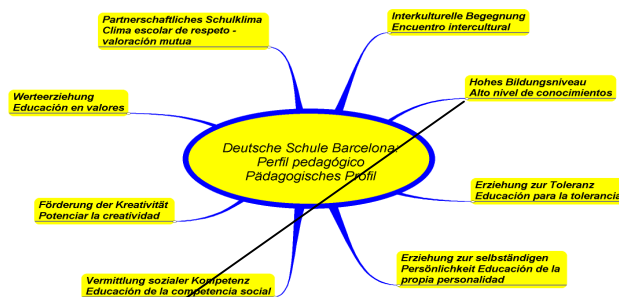 Partnerschaftliches Schulklima
Clima escolar de respeto -
valoración mutua
Interkulturelle Begegnung
Encuentro intercultural
Werteerziehung
Educación en valores
Hohes Bildungsniveau
Alto nivel de conocimientos
Deutsche Schule Barcelona:
Perfil pedagógico
Pädagogisches Profil
Förderung der Kreativität
Potenciar la creatividad
Erziehung zur Toleranz
Educación para la tolerancia
Vermittlung sozialer Kompetenz
Educación de la competencia social
Erziehung zur selbständigen
Persönlichkeit Educación de la
propia personalidad